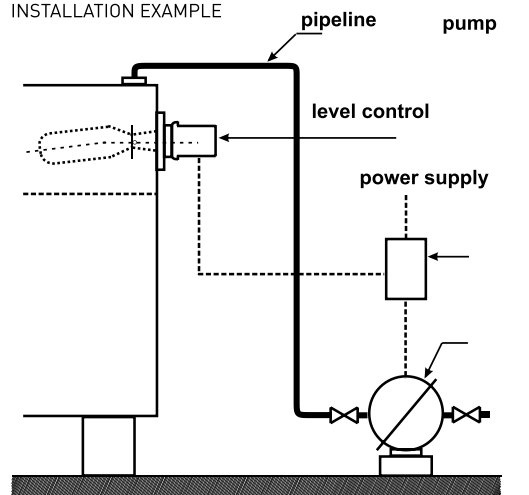 INSTALLATION EXAMPLE
pipeline
pump
level control
power supply